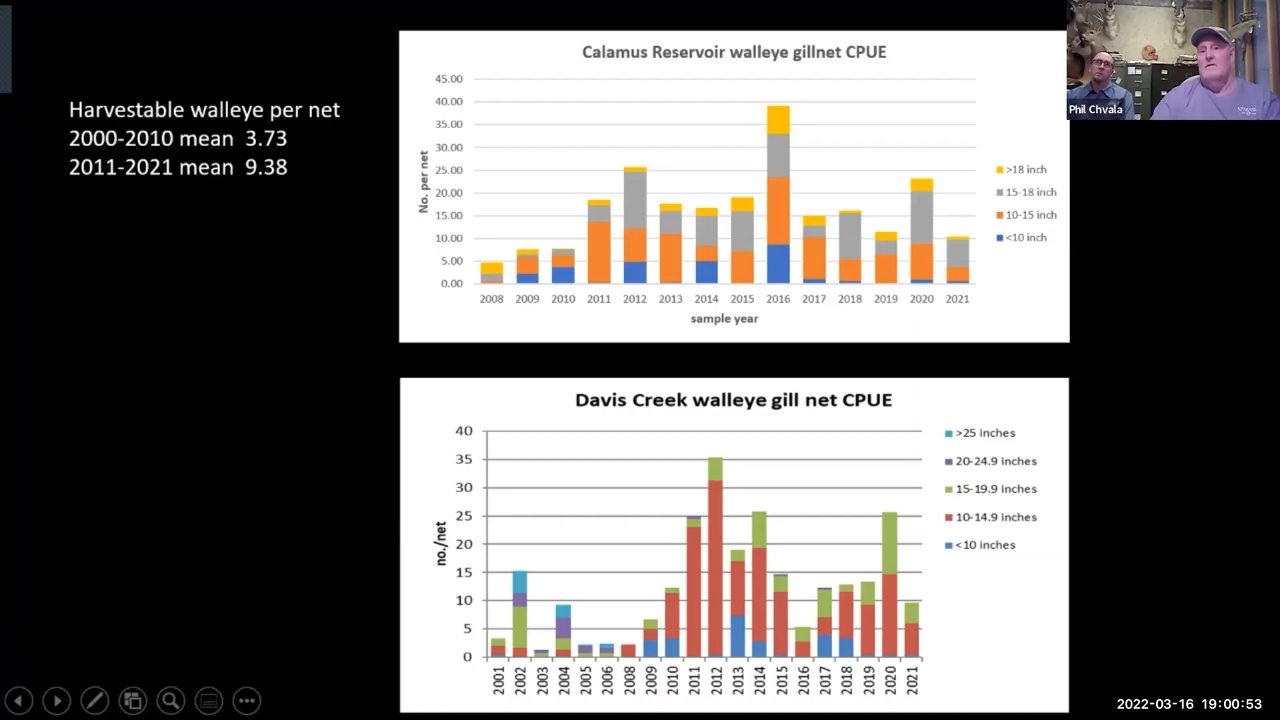 Harvestable walleye per net
2000-2010 mean 3.73
2011-2021 mean 9.38
Calamus Reservoir walleye gillnet CPUE
45.00
40.00
35.00
30.00
25.00
20.00
15.00
10.00
5.00
0.00
No. per net
2008 2009 2010 2011 2012 2013 2014 2015 2016 2017 2018 2019 2020 2021
sample year
>18 inch
15-18 inch
10-15 inch
<10 inch
Phil Chvala
Davis Creek walleye gill net CPUE
40
35
30
25
20
15
10
5
0
no./net
2001 2002 2003 2004 2005 2006 2008 2009 2010 2011 2012 2013 2014 2015 2016 2017 2018 2019 2020 2021
>25 inches
20-24.9 inches
15-19.9 inches
10-14.9 inches
<10 inches
2022-03-16 19:00:53